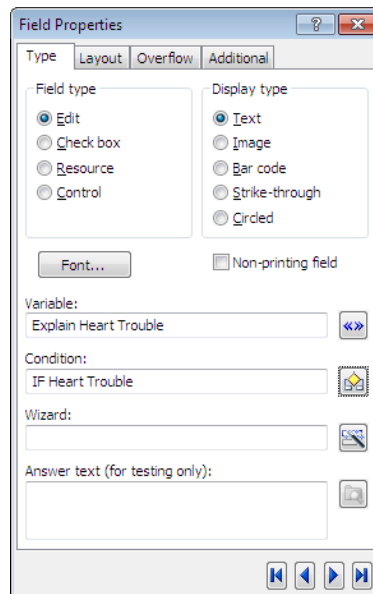 Field Properties
Type Layout Overflow Additional
Field type
Edit
Check box
Resource
Control
Display type
Text
Image
Bar code
Strike-through
Circled
Font...
Non-printing field
Variable:
Explain Heart Trouble
«»
Condition:
IF Heart Trouble
Wizard:
Answer text (for testing only):